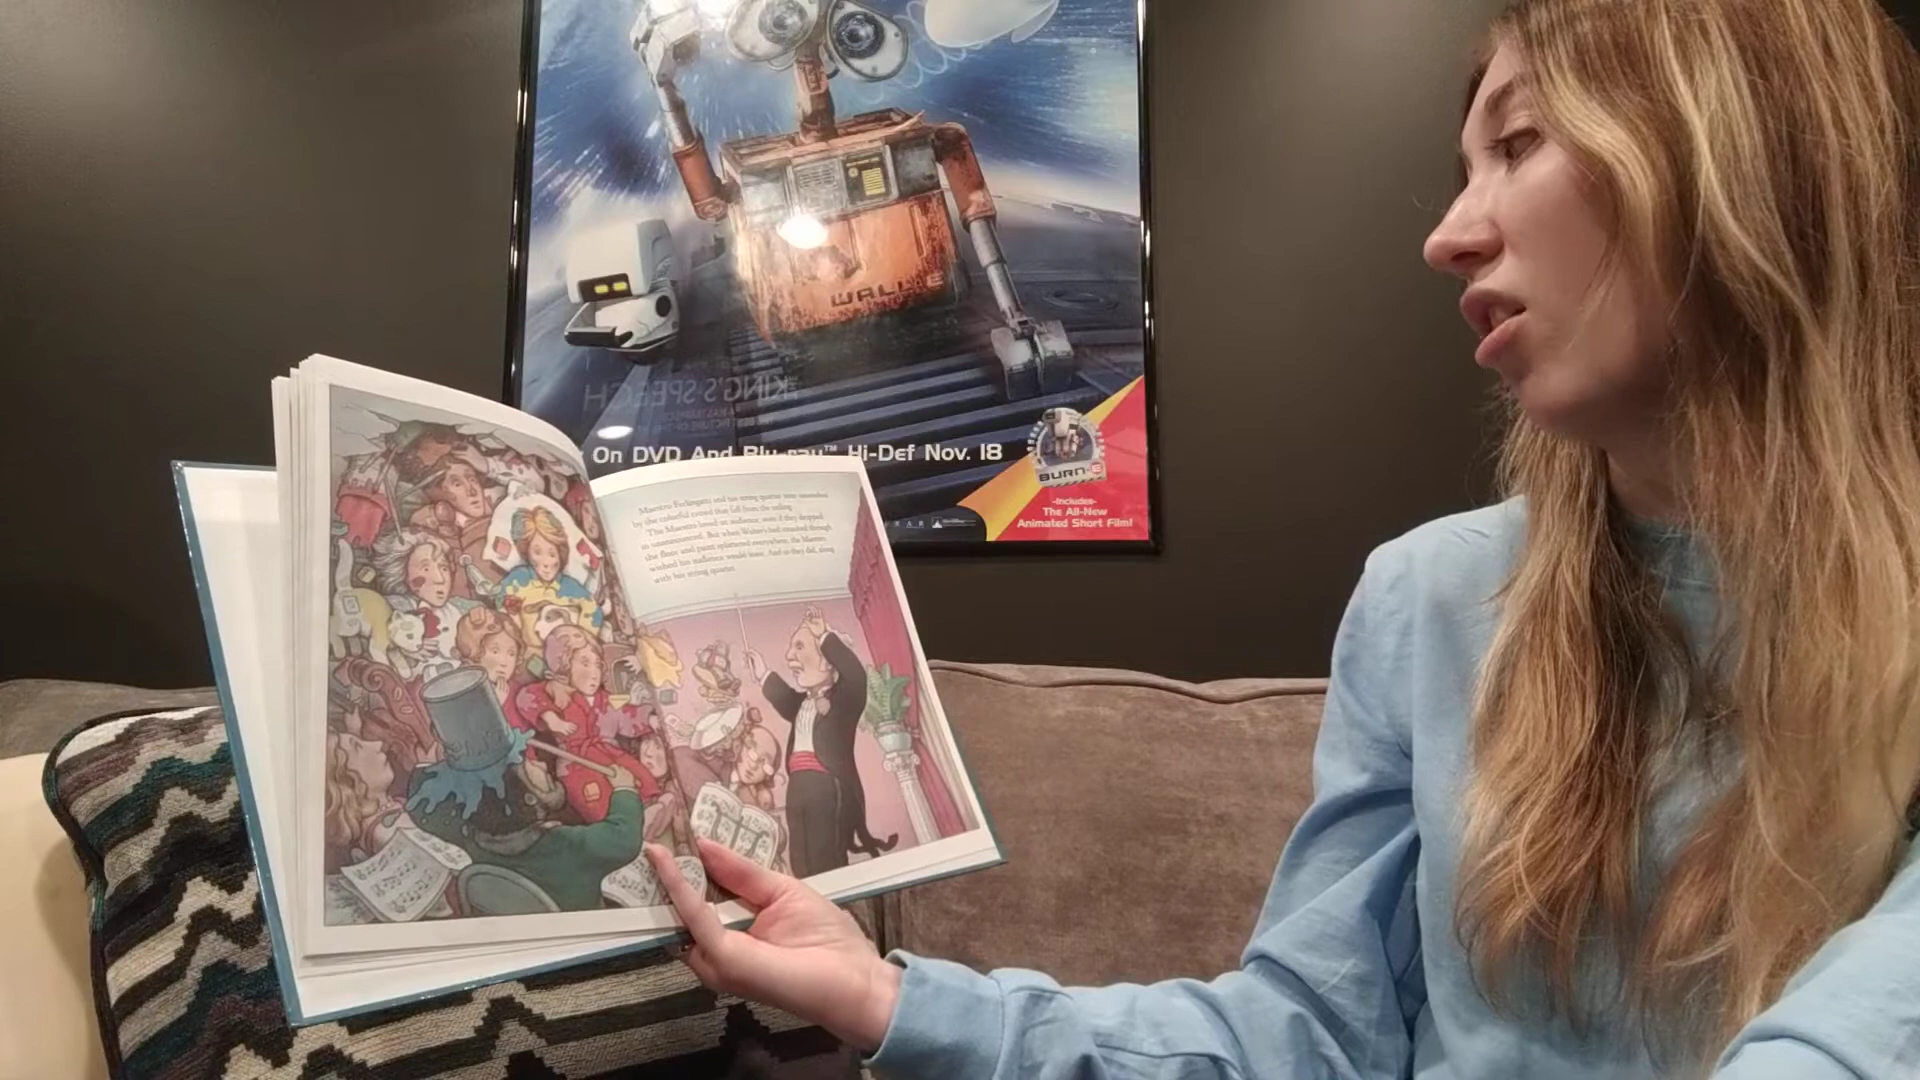 WALL E
KING'S SPEECH
On DVD And Blu-ray™ Hi-Def Nov. 18
BURN-E
-Includes-
The All-New
Animated Short Film!
Maestro and his string quartet were astounded
by the colorful crowd that fell from the ceiling.
The Maestro loved an audience, even if they dropped
in unannounced. But when Walter's bed crashed through
the floor and paint splattered everywhere, the Maestro
wished his audience would leave. And so they did, along
with his string quartet.